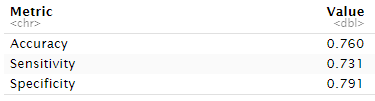 Metric Value
<chr> <dbl>
Accuracy 0.760
Sensitivity 0.731
Specificity 0.791